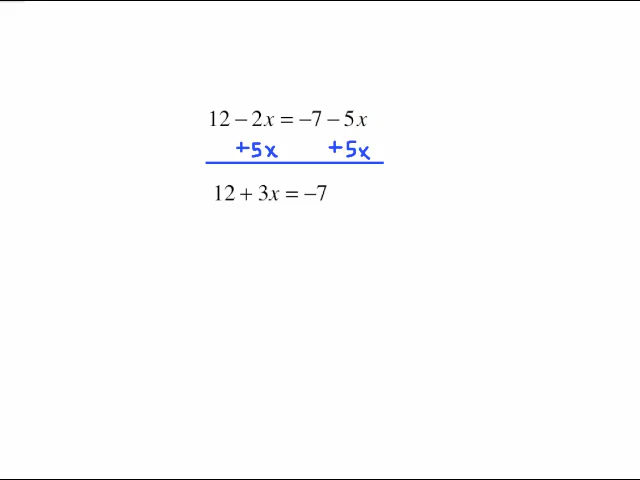 12 − 2x = −7 − 5x
+5x +5x
12 + 3x = −7